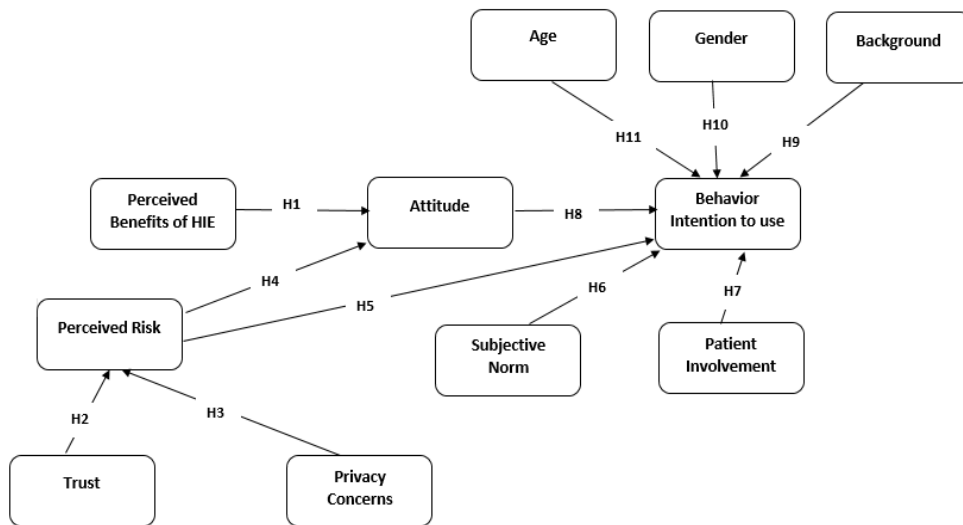 Age
Gender
Background
H11
H10
H9
Perceived
Benefits of HIE
H1
Attitude
H8
Behavior
Intention to use
H4
H5
H6
H7
Perceived Risk
Subjective
Norm
Patient
Involvement
H2
H3
Trust
Privacy
Concerns